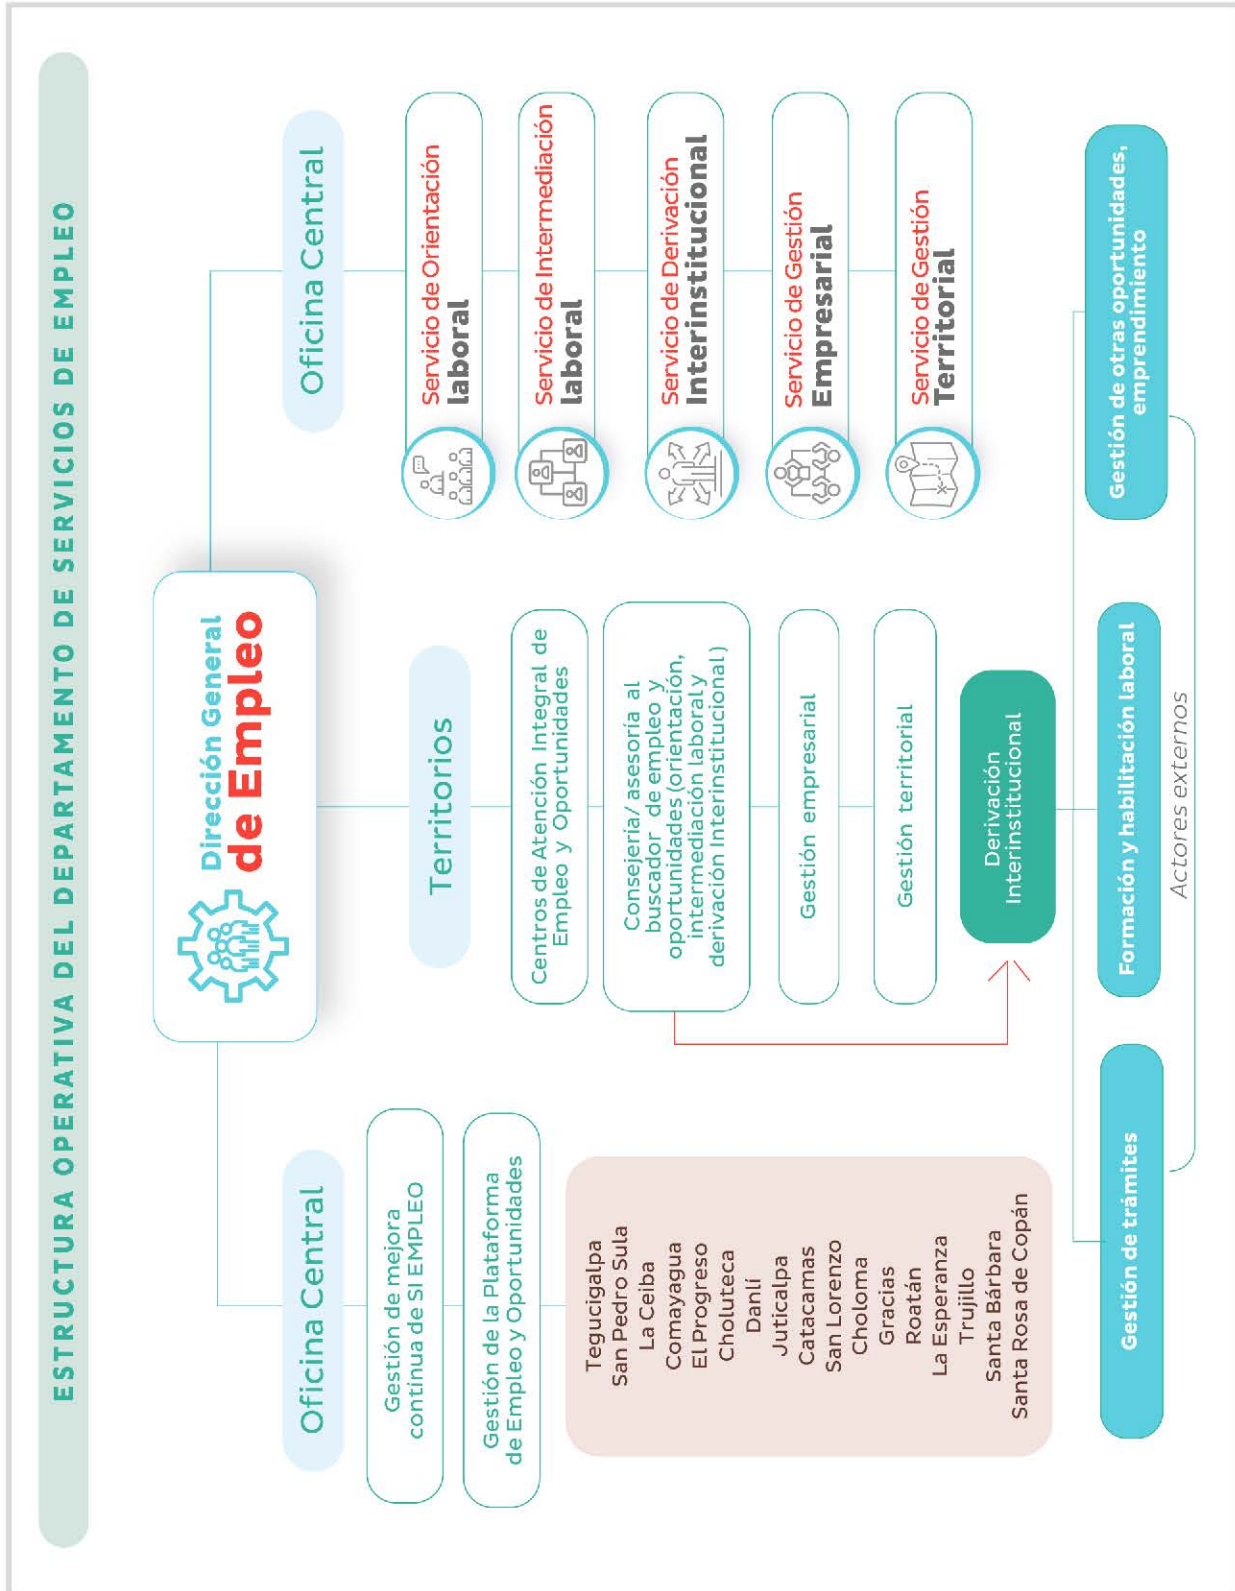 ESTRUCTURA OPERATIVA DEL DEPARTAMENTO DE SERVICIOS DE EMPLEO
Dirección General
de Empleo
Oficina Central
Gestión de mejora
continua de SI EMPLEO
Gestión de la Plataforma
de Empleo y Oportunidades
Tegucigalpa
San Pedro Sula
La Ceiba
Comayagua
El Progreso
Choluteca
Danlí
Juticalpa
Catacamas
San Lorenzo
Choloma
Gracias
Roatán
La Esperanza
Trujillo
Santa Bárbara
Santa Rosa de Copán
Territorios
Centros de Atención Integral de
Empleo y Oportunidades
Consejería/ asesoría al
buscador de empleo y
oportunidades (orientación,
intermediación laboral y
derivación Interinstitucional)
Gestión empresarial
Gestión territorial
Derivación
Interinstitucional
Oficina Central
Servicio de Orientación
laboral
Servicio de Intermediación
laboral
Servicio de Derivación
Interinstitucional
Servicio de Gestión
Empresarial
Servicio de Gestión
Territorial
Gestión de trámites
Formación y habilitación laboral
Gestión de otras oportunidades,
emprendimiento
Actores externos